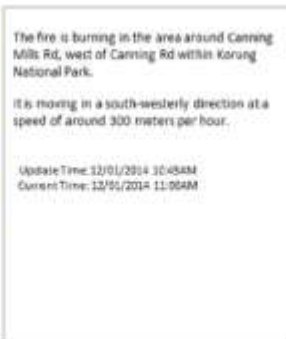 The fire is burning in the area around Canning
Mills Rd, west of Canning Rd within Korung
National Park.
It is moving in a south-westerly direction at a
speed of around 300 meters per hour.
Update Time: 12/01/2014 10:45AM
Current Time: 12/01/2014 11:00AM